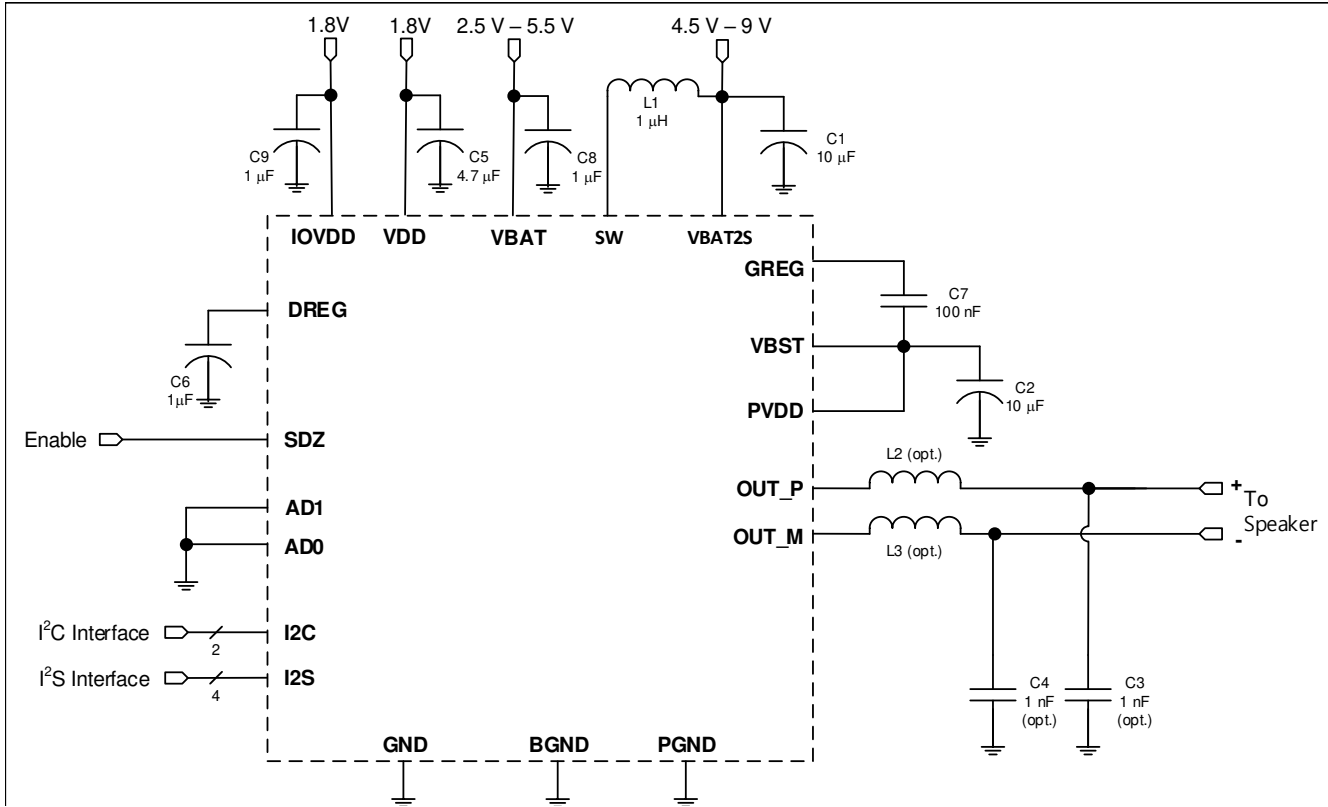 1.8V
1.8V
2.5 V – 5.5 V
4.5 V – 9 V
L1
1 μH
C9
1 μF
C5
4.7 μF
C8
1 μF
C1
10 μF
IOVDD
VDD
VBAT
SW
VBAT2S
GREG
C7
100 nF
DREG
VBST
C6
1μF
C2
10 μF
PVDD
Enable
SDZ
L2 (opt.)
OUT_P
+
To
Speaker
-
AD1
OUT_M
AD0
L3 (opt.)
I²C Interface
2
I2C
I²S Interface
4
I2S
C4
1 nF
(opt.)
C3
1 nF
(opt.)
GND
BGND
PGND